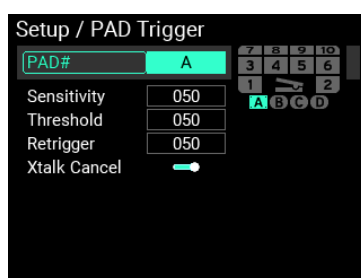 Setup / PAD Trigger
PAD# A
7 8 9 10
3 4 5 6
1 2
A B C D
Sensitivity 050
Threshold 050
Retrigger 050
Xtalk Cancel